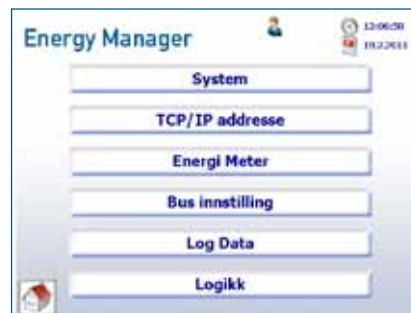 Energy Manager
System
TCP/IP addresse
Energi Meter
Bus innstilling
Log Data
Logikk